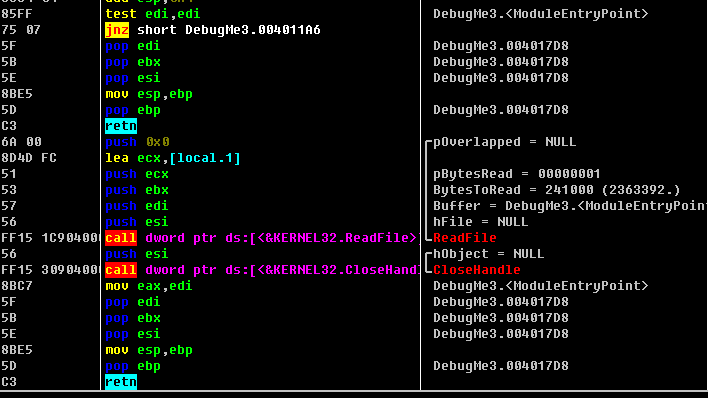 85FF test edi,edi DebugMe3.<ModuleEntryPoint>
75 07 jnz short DebugMe3.004011A6
5F pop edi DebugMe3.004017D8
5B pop ebx DebugMe3.004017D8
5E pop esi DebugMe3.004017D8
8BE5 mov esp,ebp
5D pop ebp DebugMe3.004017D8
C3 retn
6A 00 push 0x0 pOverlapped = NULL
8D4D FC lea ecx,[local.1]
51 push ecx pBytesRead = 00000001
53 push ebx BytesToRead = 241000 (2363392.)
57 push edi Buffer = DebugMe3.<ModuleEntryPoint
56 push esi hFile = NULL
FF15 1C90400 call dword ptr ds:[<&KERNEL32.ReadFile> ReadFile
56 push esi hObject = NULL
FF15 3090400 call dword ptr ds:[<&KERNEL32.CloseHandl CloseHandle
8BC7 mov eax,edi DebugMe3.<ModuleEntryPoint>
5F pop edi DebugMe3.004017D8
5B pop ebx DebugMe3.004017D8
5E pop esi DebugMe3.004017D8
8BE5 mov esp,ebp
5D pop ebp DebugMe3.004017D8
C3 retn